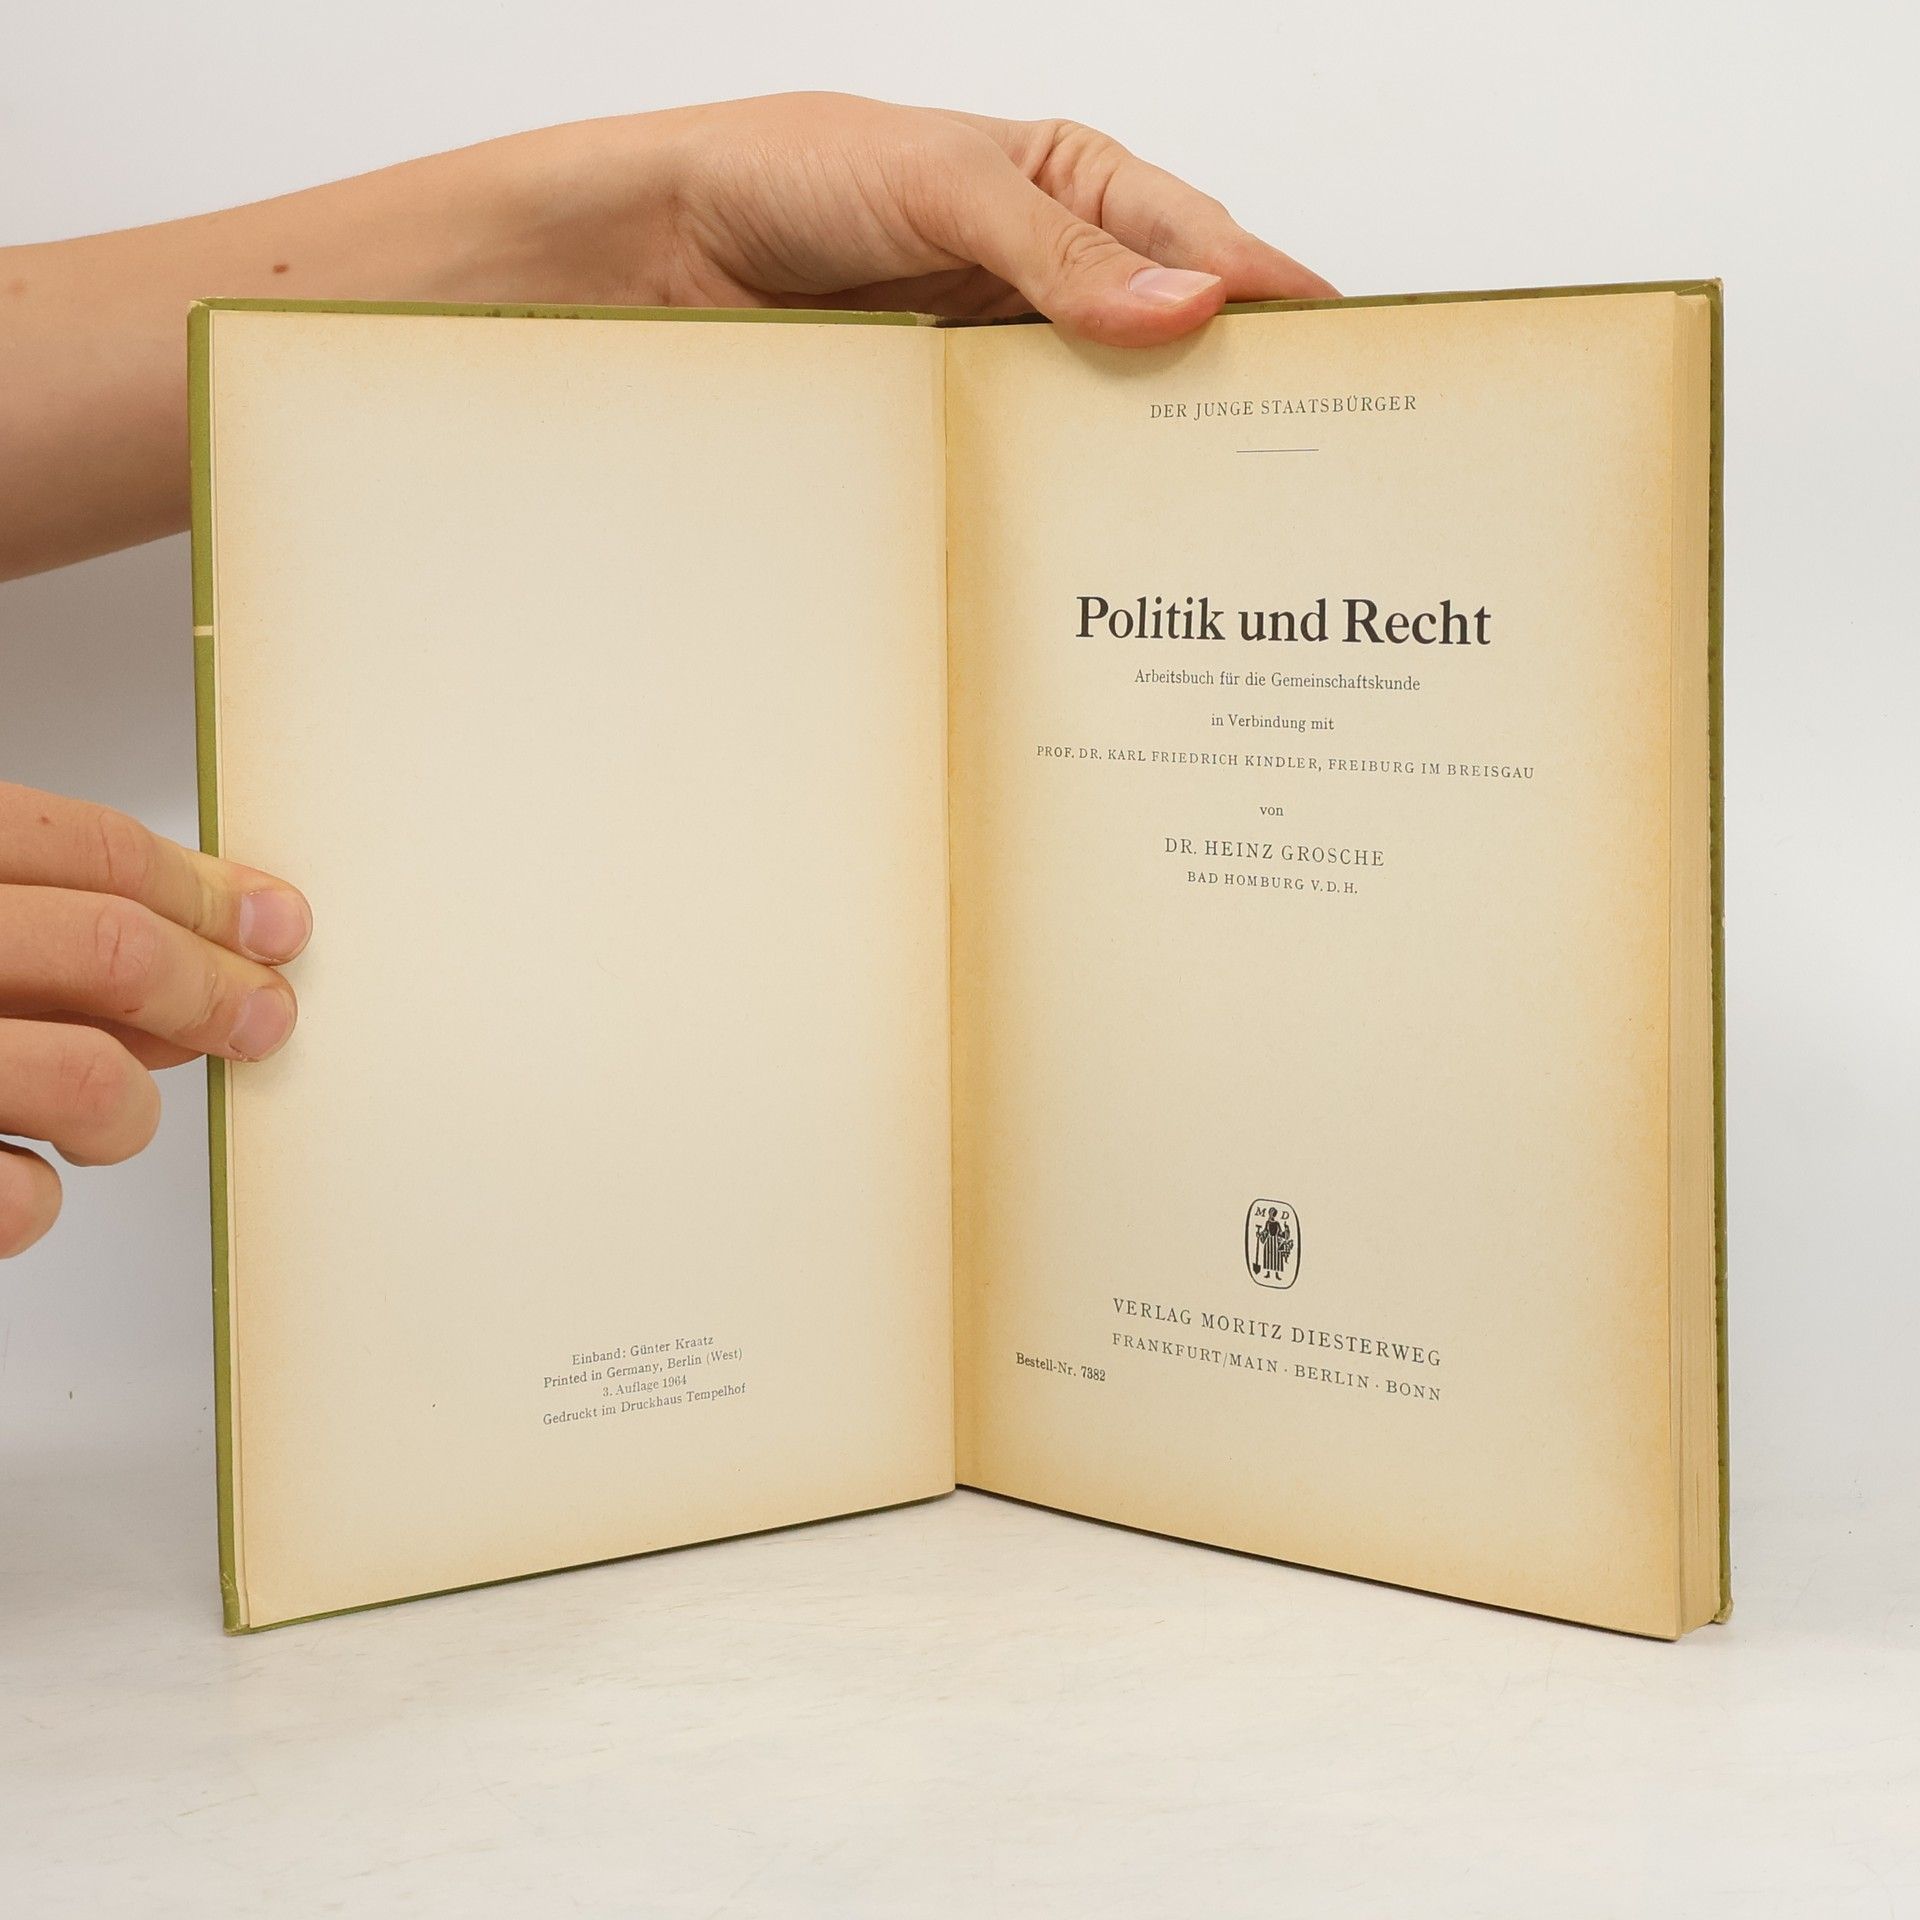 Einband: Günter Kraatz
Printed in Germany, Berlin (West)
3. Auflage 1964
Gedruckt im Druckhaus Tempelhof
DER JUNGE STAATSBÜRGER
Politik und Recht
Arbeitsbuch für die Gemeinschaftskunde
in Verbindung mit
PROF. DR. KARL FRIEDRICH KINDLER, FREIBURG IM BREISGAU
von
DR. HEINZ GROSCHE
BAD HOMBURG V. D. H.
M D
VERLAG MORITZ DIESTERWEG
FRANKFURT/MAIN · BERLIN · BONN
Bestell-Nr. 7382